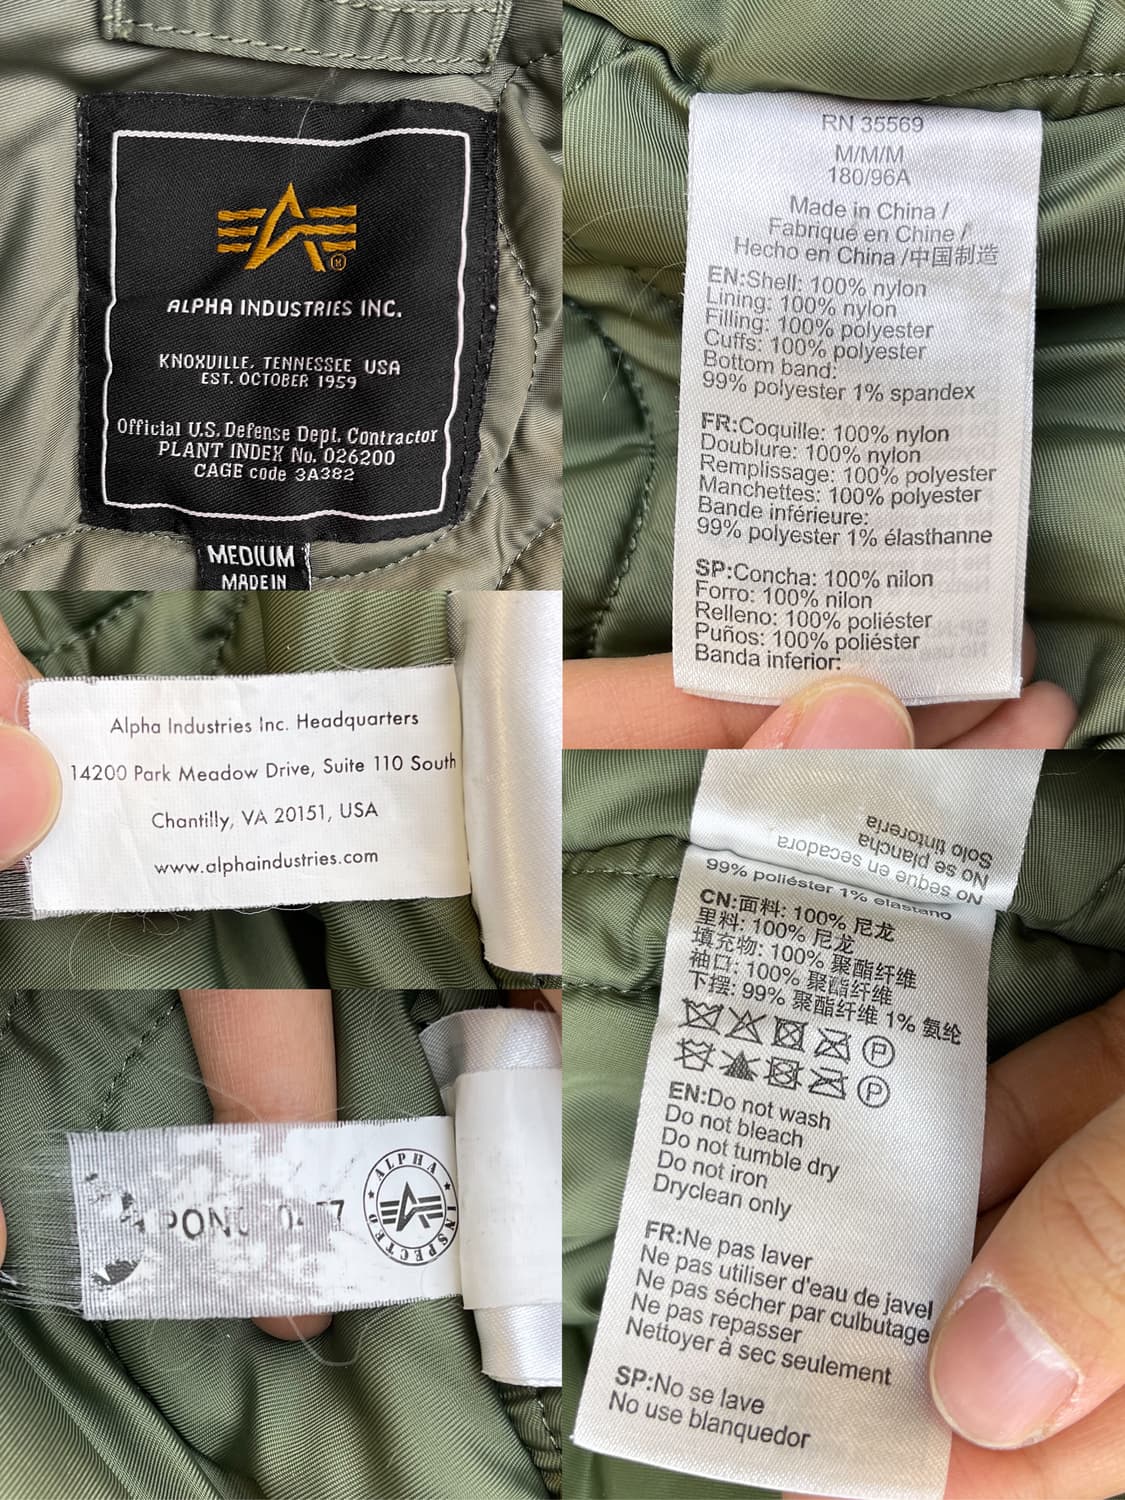 ALPHA INDUSTRIES INC.
KNOXVILLE, TENNESSEE USA
EST. OCTOBER 1959
Official U.S. Defense Dept. Contractor
PLANT INDEX No. 026200
CAGE code 3A382
MEDIUM
MADE IN
Alpha Industries Inc. Headquarters
14200 Park Meadow Drive, Suite 110 South
Chantilly, VA 20151, USA
www.alphaindustries.com
ALPHA
INSPECTED
RN 35569
M/M/M
180/96A
Made in China /
Fabriqué en Chine /
Hecho en China /中国制造
EN:Shell: 100% nylon
Lining: 100% nylon
Filling: 100% polyester
Cuffs: 100% polyester
Bottom band:
99% polyester 1% spandex
FR:Coquille: 100% nylon
Doublure: 100% nylon
Remplissage: 100% polyester
Manchettes: 100% polyester
Bande inférieure:
99% polyester 1% élasthanne
SP:Concha: 100% nilon
Forro: 100% nilon
Relleno: 100% poliéster
Puños: 100% poliéster
Banda inferior:
No seque en secadora
No se plancha
Solo tintoreria
99% poliéster 1% elastano
CN:面料: 100% 尼龙
里料: 100% 尼龙
填充物: 100% 聚酯纤维
袖口: 100% 聚酯纤维
下摆: 99% 聚酯纤维 1% 氨纶
P
P
EN:Do not wash
Do not bleach
Do not tumble dry
Do not iron
Dryclean only
FR:Ne pas laver
Ne pas utiliser d'eau de javel
Ne pas sécher par culbutage
Ne pas repasser
Nettoyer à sec seulement
SP:No se lave
No use blanquedor